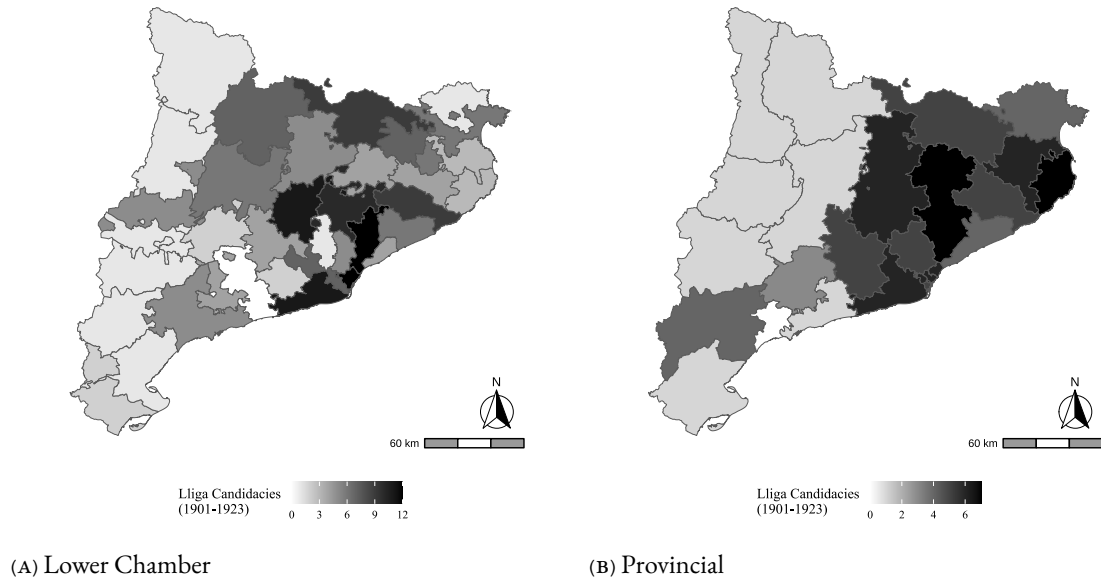 N
60 km
Lliga Candidacies
(1901-1923)
0 3 6 9 12
(A) Lower Chamber
N
60 km
Lliga Candidacies
(1901-1923)
0 2 4 6
(B) Provincial